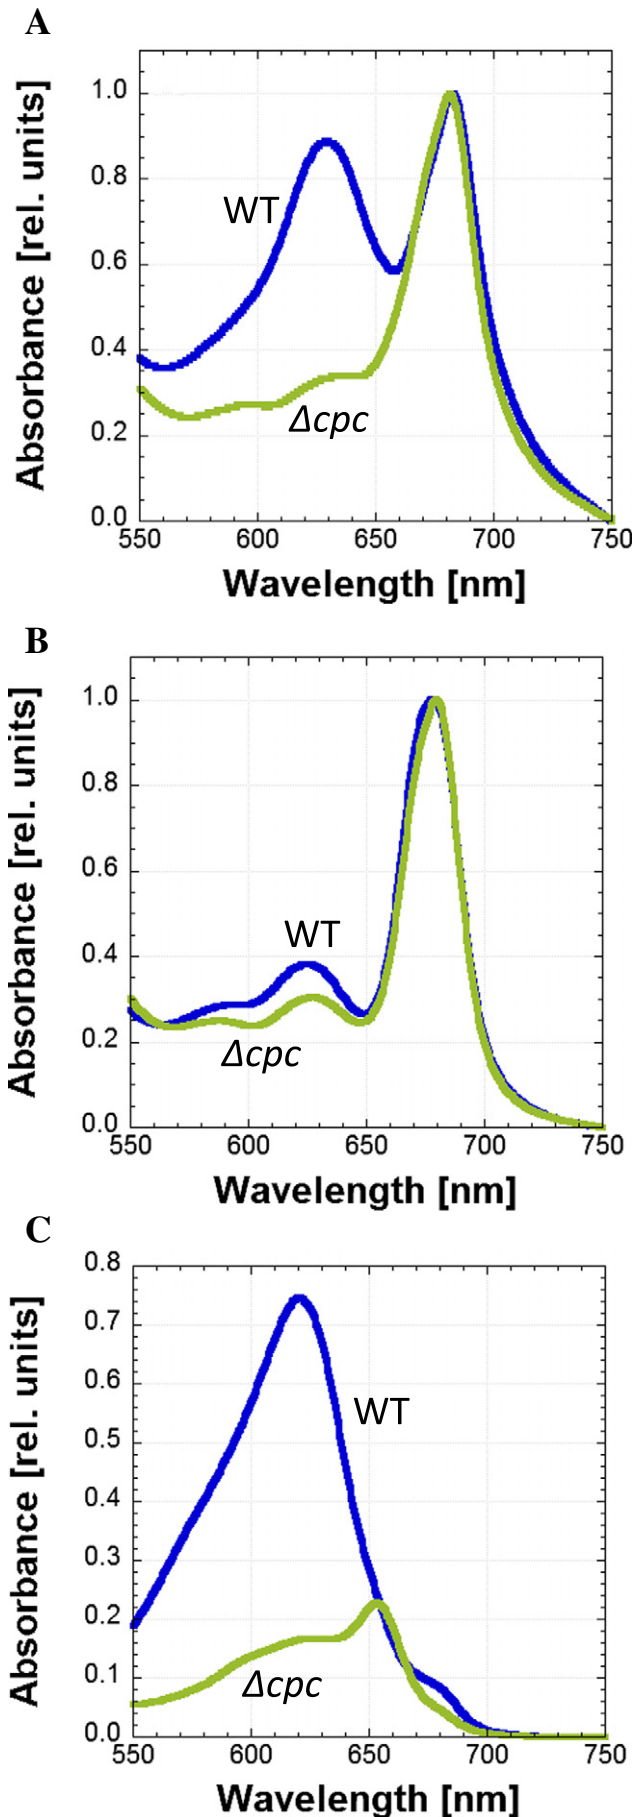 A
Absorbance [rel. units]
1.0
0.8
0.6
0.4
0.2
0.0
WT
Δcpc
550 600 650 700 750
Wavelength [nm]
B
Absorbance [rel. units]
1.0
0.8
0.6
0.4
0.2
0.0
WT
Δcpc
550 600 650 700 750
Wavelength [nm]
C
Absorbance [rel. units]
0.8
0.7
0.6
0.5
0.4
0.3
0.2
0.1
0.0
WT
Δcpc
550 600 650 700 750
Wavelength [nm]